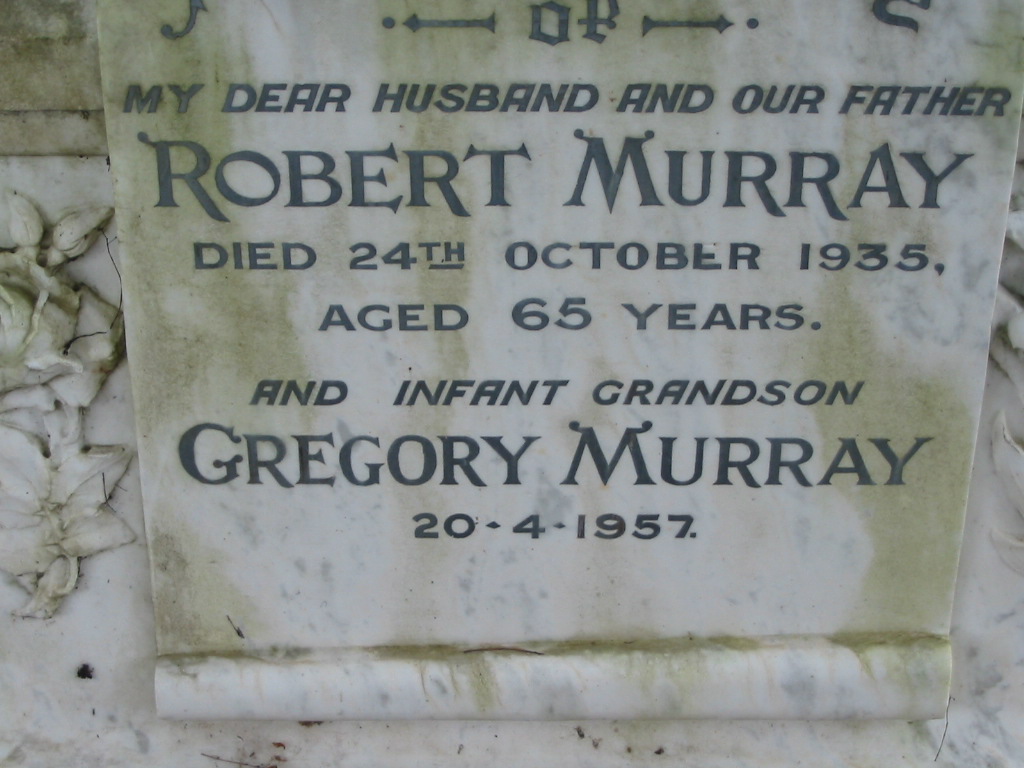 OF
MY DEAR HUSBAND AND OUR FATHER
ROBERT MURRAY
DIED 24TH OCTOBER 1935,
AGED 65 YEARS.
AND INFANT GRANDSON
GREGORY MURRAY
20-4-1957.